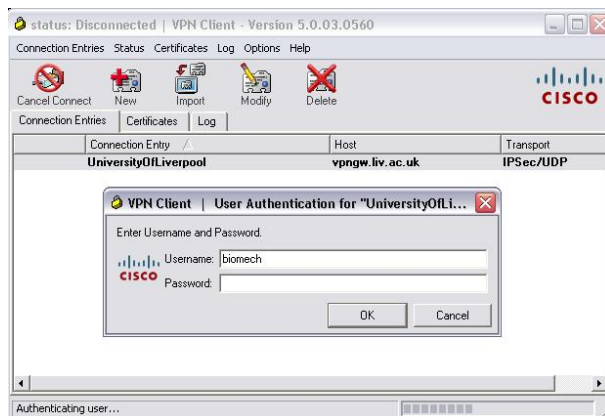 status: Disconnected | VPN Client - Version 5.0.03.0560
Connection Entries Status Certificates Log Options Help
Cancel Connect New Import Modify Delete
CISCO
Connection Entries Certificates Log
Connection Entry Host Transport
UniversityOfLiverpool vpngw.liv.ac.uk IPSec/UDP
VPN Client | User Authentication for "UniversityOfLi...
Enter Username and Password.
CISCO
Username: biomech
Password:
OK Cancel
Authenticating user...